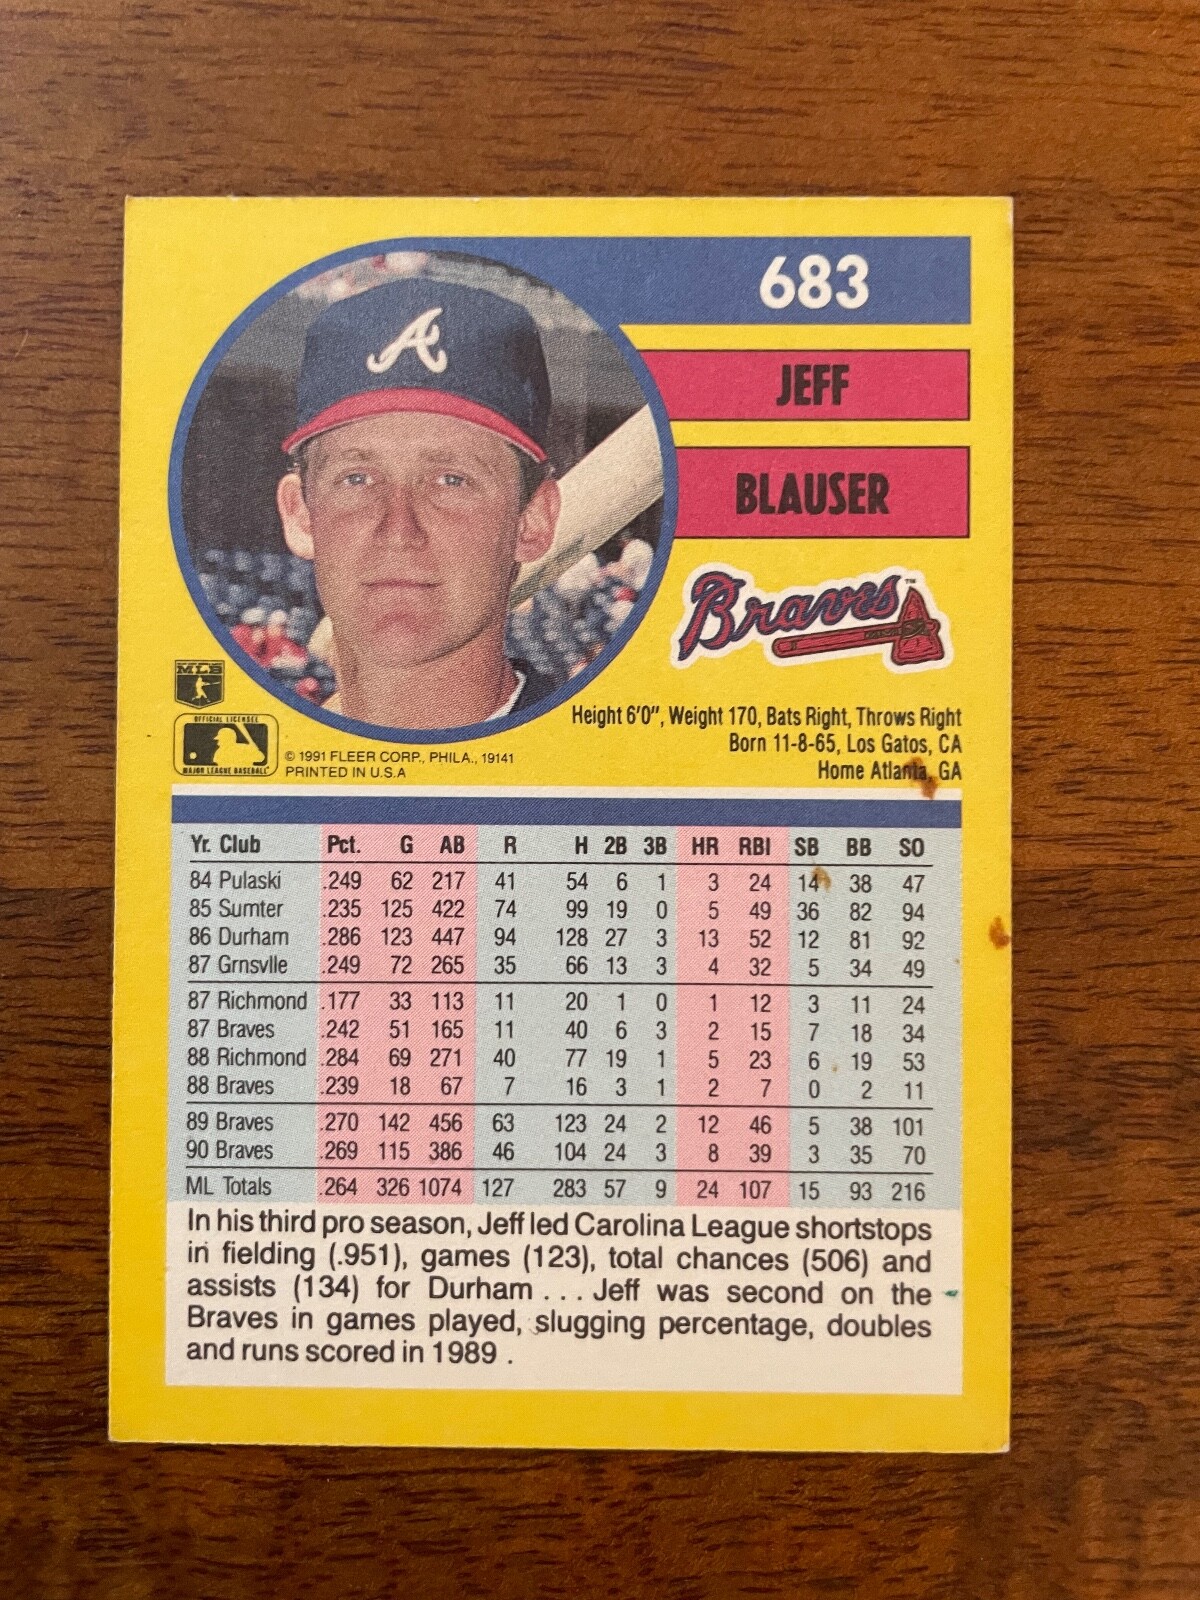 683
JEFF
BLAUSER
A
Braves™
MLB
OFFICIAL LICENSEE
MAJOR LEAGUE BASEBALL
© 1991 FLEER CORP., PHILA., 19141
PRINTED IN U.S.A
Height 6'0", Weight 170, Bats Right, Throws Right
Born 11-8-65, Los Gatos, CA
Home Atlanta, GA
Yr. Club Pct. G AB R H 2B 3B HR RBI SB BB SO
84 Pulaski .249 62 217 41 54 6 1 3 24 14 38 47
85 Sumter .235 125 422 74 99 19 0 5 49 36 82 94
86 Durham .286 123 447 94 128 27 3 13 52 12 81 92
87 Grnsvlle .249 72 265 35 66 13 3 4 32 5 34 49
87 Richmond .177 33 113 11 20 1 0 1 12 3 11 24
87 Braves .242 51 165 11 40 6 3 2 15 7 18 34
88 Richmond .284 69 271 40 77 19 1 5 23 6 19 53
88 Braves .239 18 67 7 16 3 1 2 7 0 2 11
89 Braves .270 142 456 63 123 24 2 12 46 5 38 101
90 Braves .269 115 386 46 104 24 3 8 39 3 35 70
ML Totals .264 326 1074 127 283 57 9 24 107 15 93 216
In his third pro season, Jeff led Carolina League shortstops
in fielding (.951), games (123), total chances (506) and
assists (134) for Durham . . . Jeff was second on the
Braves in games played, slugging percentage, doubles
and runs scored in 1989 .